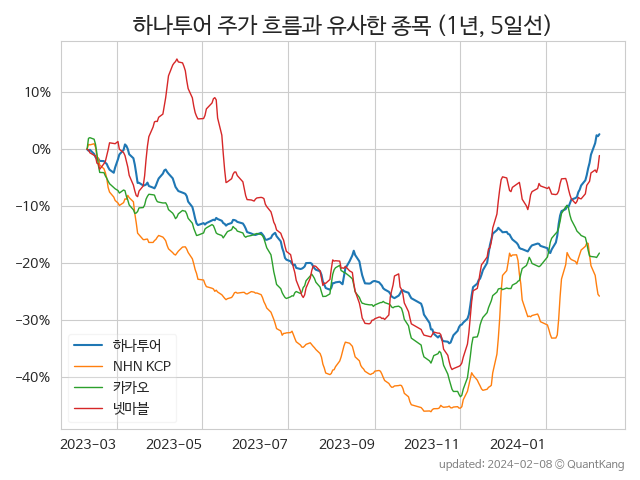 하나투어 주가 흐름과 유사한 종목 (1년, 5일선)
10%
0%
−10%
−20%
−30%
−40%
하나투어
NHN KCP
카카오
넷마블
2023-03
2023-05
2023-07
2023-09
2023-11
2024-01
updated: 2024-02-08 © QuantKang